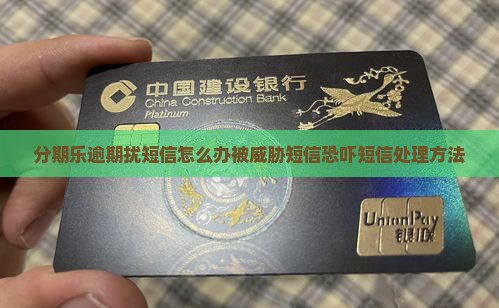 中国建设银行
China Construction Bank
Platinum
分期乐逾期扰短信怎么办被威胁短信恐吓短信处理方法
UnionPay
银联